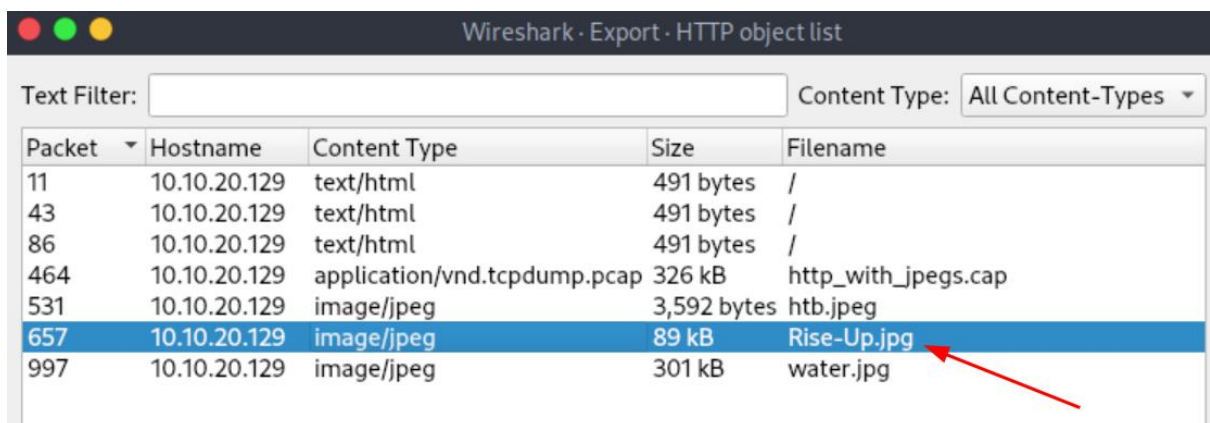 Wireshark · Export · HTTP object list
Text Filter: Content Type: All Content-Types
Packet Hostname Content Type Size Filename
11 10.10.20.129 text/html 491 bytes /
43 10.10.20.129 text/html 491 bytes /
86 10.10.20.129 text/html 491 bytes /
464 10.10.20.129 application/vnd.tcpdump.pcap 326 kB http_with_jpegs.cap
531 10.10.20.129 image/jpeg 3,592 bytes htb.jpeg
657 10.10.20.129 image/jpeg 89 kB Rise-Up.jpg
997 10.10.20.129 image/jpeg 301 kB water.jpg